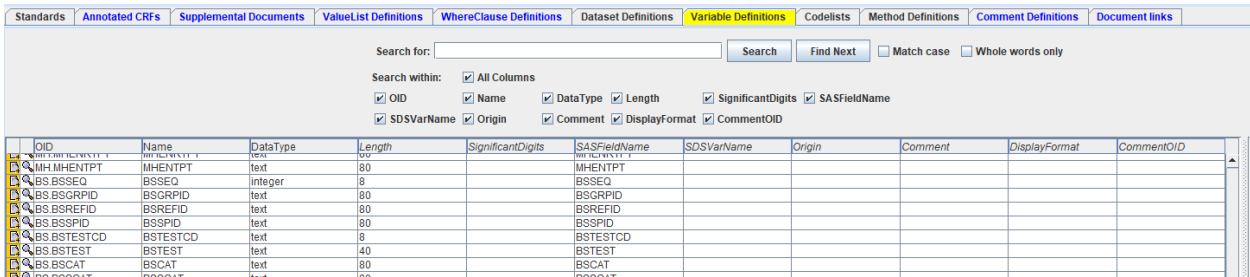 Standards Annotated CRFs Supplemental Documents ValueList Definitions WhereClause Definitions Dataset Definitions Variable Definitions Codelists Method Definitions Comment Definitions Document links
Search for: Search Find Next Match case Whole words only
Search within: All Columns
OID Name DataType Length SignificantDigits SASFieldName
SDSVarName Origin Comment DisplayFormat CommentOID
OID Name DataType Length SignificantDigits SASFieldName SDSVarName Origin Comment DisplayFormat CommentOID
MH.MHENTPT MHENTPT text 80 MHENTPT
BS.BSSEQ BSSEQ integer 8 BSSEQ
BS.BSGRPID BSGRPID text 80 BSGRPID
BS.BSREFID BSREFID text 80 BSREFID
BS.BSSPID BSSPID text 80 BSSPID
BS.BSTESTCD BSTESTCD text 8 BSTESTCD
BS.BSTEST BSTEST text 40 BSTEST
BS.BSCAT BSCAT text 80 BSCAT